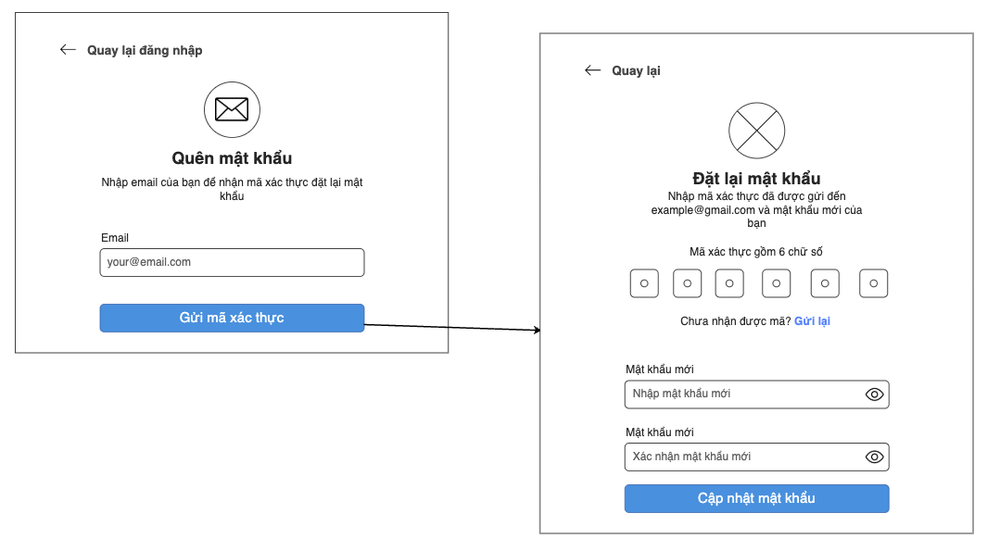 Quay lại đăng nhập
Quên mật khẩu
Nhập email của bạn để nhận mã xác thực đặt lại mật
khẩu
Email
your@email.com
Gửi mã xác thực
Quay lại
Đặt lại mật khẩu
Nhập mã xác thực đã được gửi đến
example@gmail.com và mật khẩu mới của
bạn
Mã xác thực gồm 6 chữ số
Chưa nhận được mã? Gửi lại
Mật khẩu mới
Nhập mật khẩu mới
Mật khẩu mới
Xác nhận mật khẩu mới
Cập nhật mật khẩu